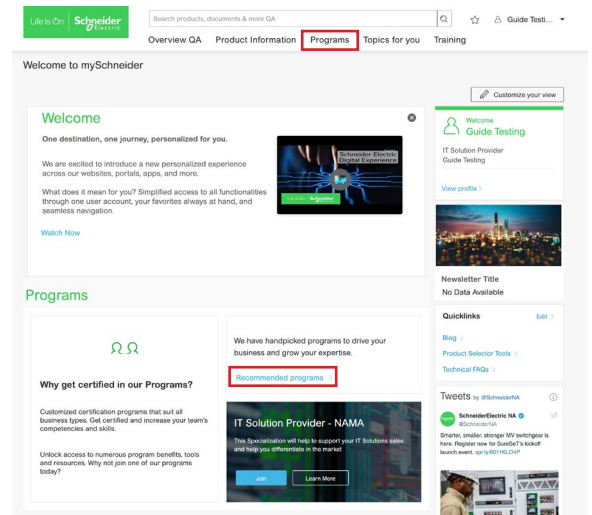 Life Is On Schneider Electric
Search products, documents & more QA
Guide Testi...
Overview QA Product Information Programs Topics for you Training
Welcome to mySchneider
Customize your view
Welcome
One destination, one journey, personalized for you.
We are excited to introduce a new personalized experience
across our websites, portals, apps, and more.
What does it mean for you? Simplified access to all functionalities
through one user account, your favorites always at hand, and
seamless navigation.
Watch Now
Schneider Electric
Digital Experience
Life Is On Schneider
Welcome
Guide Testing
IT Solution Provider
Guide Testing
View profile >
Newsletter Title
No Data Available
Programs
Why get certified in our Programs?
Customized certification programs that suit all
business types. Get certified and increase your team's
competencies and skills.
Unlock access to numerous program benefits, tools
and resources. Why not join one of our programs
today?
We have handpicked programs to drive your
business and grow your expertise.
Recommended programs >
IT Solution Provider - NAMA
This Specialization will help to support your IT Solutions sales
and help you differentiate in the market
Join Learn More
Quicklinks Edit >
Blog >
Product Selector Tools >
Technical FAQs >
Tweets by @SchneiderNA
SchneiderElectric NA
@SchneiderNA
Smarter, smaller, stronger MV switchgear is
here. Register now for SureSeT's kickoff
launch event.